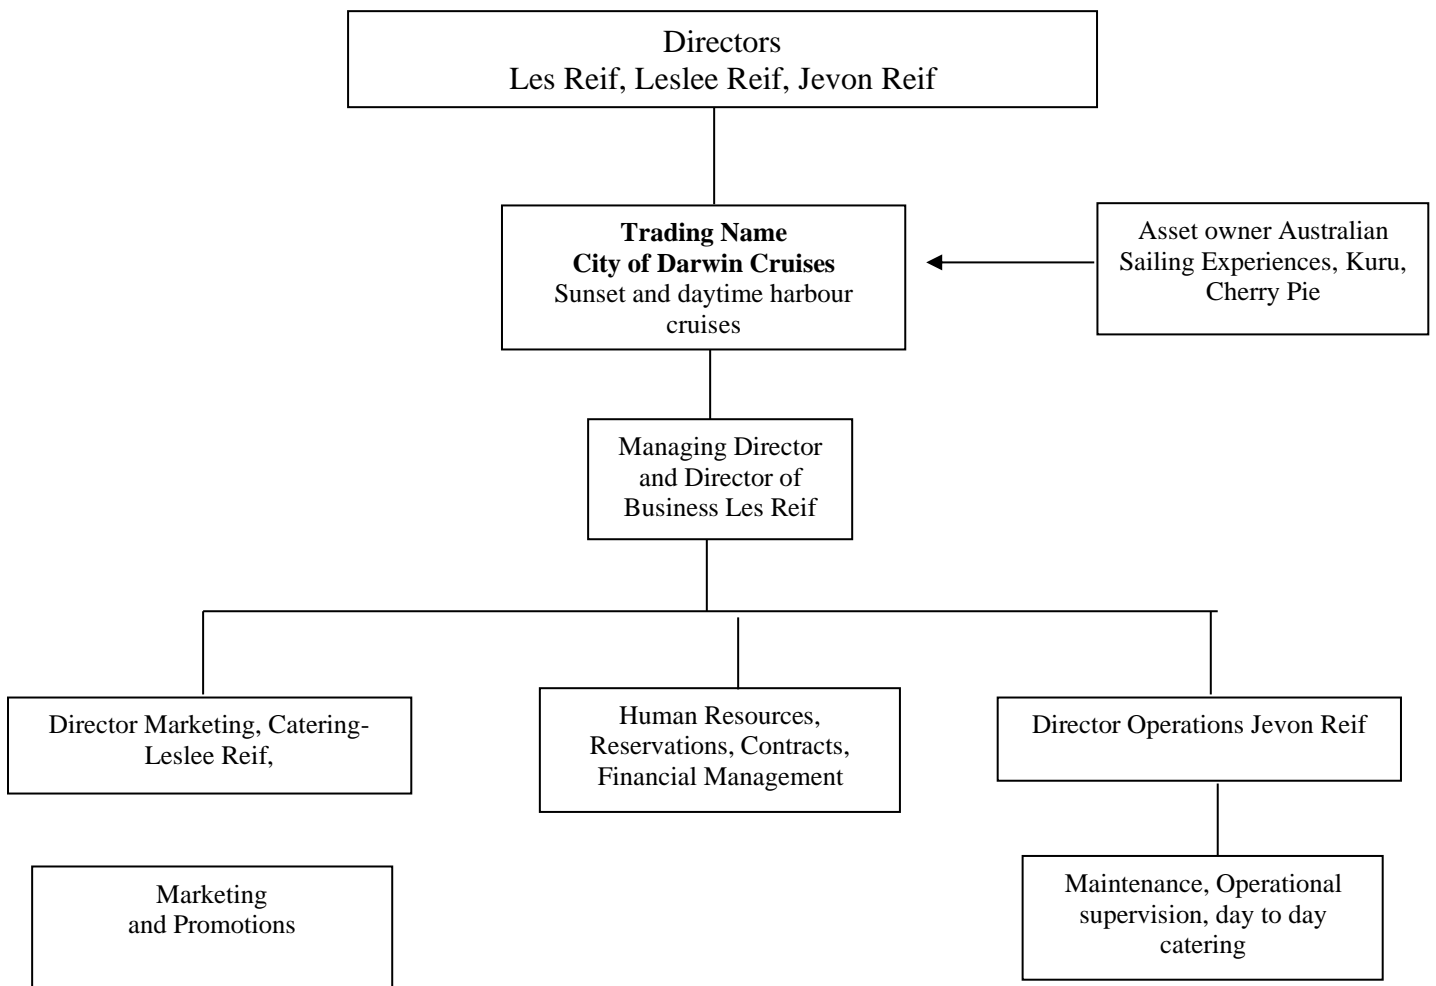 Directors
Les Reif, Leslee Reif, Jevon Reif
Trading Name
City of Darwin Cruises
Sunset and daytime harbour
cruises
Asset owner Australian
Sailing Experiences, Kuru,
Cherry Pie
Managing Director
and Director of
Business Les Reif
Director Marketing, Catering-
Leslee Reif,
Human Resources,
Reservations, Contracts,
Financial Management
Director Operations Jevon Reif
Marketing
and Promotions
Maintenance, Operational
supervision, day to day
catering